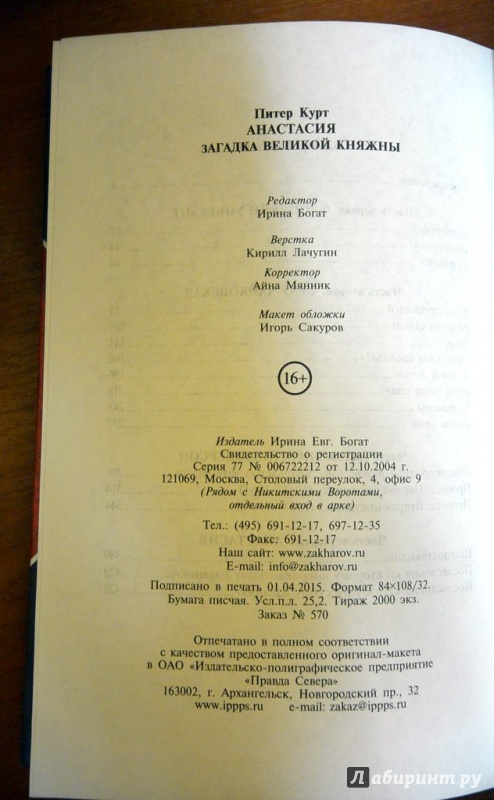 Питер Курт
АНАСТАСИЯ
ЗАГАДКА ВЕЛИКОЙ КНЯЖНЫ
Редактор
Ирина Богат
Верстка
Кирилл Лачугин
Корректор
Айна Мянник
Макет обложки
Игорь Сакуров
16+
Издатель Ирина Евг. Богат
Свидетельство о регистрации
Серия 77 № 006722212 от 12.10.2004 г.
121069, Москва, Столовый переулок, 4, офис 9
(Рядом с Никитскими Воротами,
отдельный вход в арке)
Тел.: (495) 691-12-17, 697-12-35
Факс: 691-12-17
Наш сайт: www.zakharov.ru
E-mail: info@zakharov.ru
Подписано в печать 01.04.2015. Формат 84×108/32.
Бумага писчая. Усл.п.л. 25,2. Тираж 2000 экз.
Заказ № 570
Отпечатано в полном соответствии
с качеством предоставленного оригинал-макета
в ОАО «Издательско-полиграфическое предприятие
«Правда Севера»
163002, г. Архангельск, Новгородский пр., 32
www.ippps.ru e-mail: zakaz@ippps.ru
Лабиринт.ру